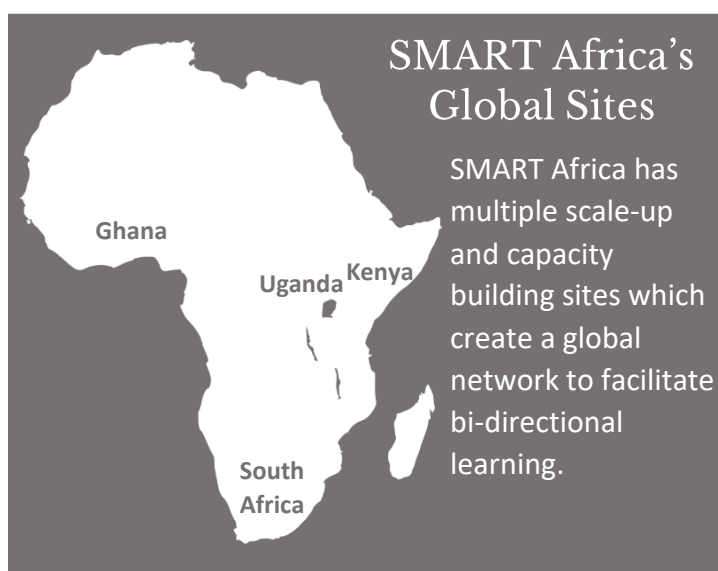 SMART Africa’s
Global Sites
SMART Africa has
multiple scale-up
and capacity
building sites which
create a global
network to facilitate
bi-directional
learning.
Ghana
Uganda
Kenya
South
Africa